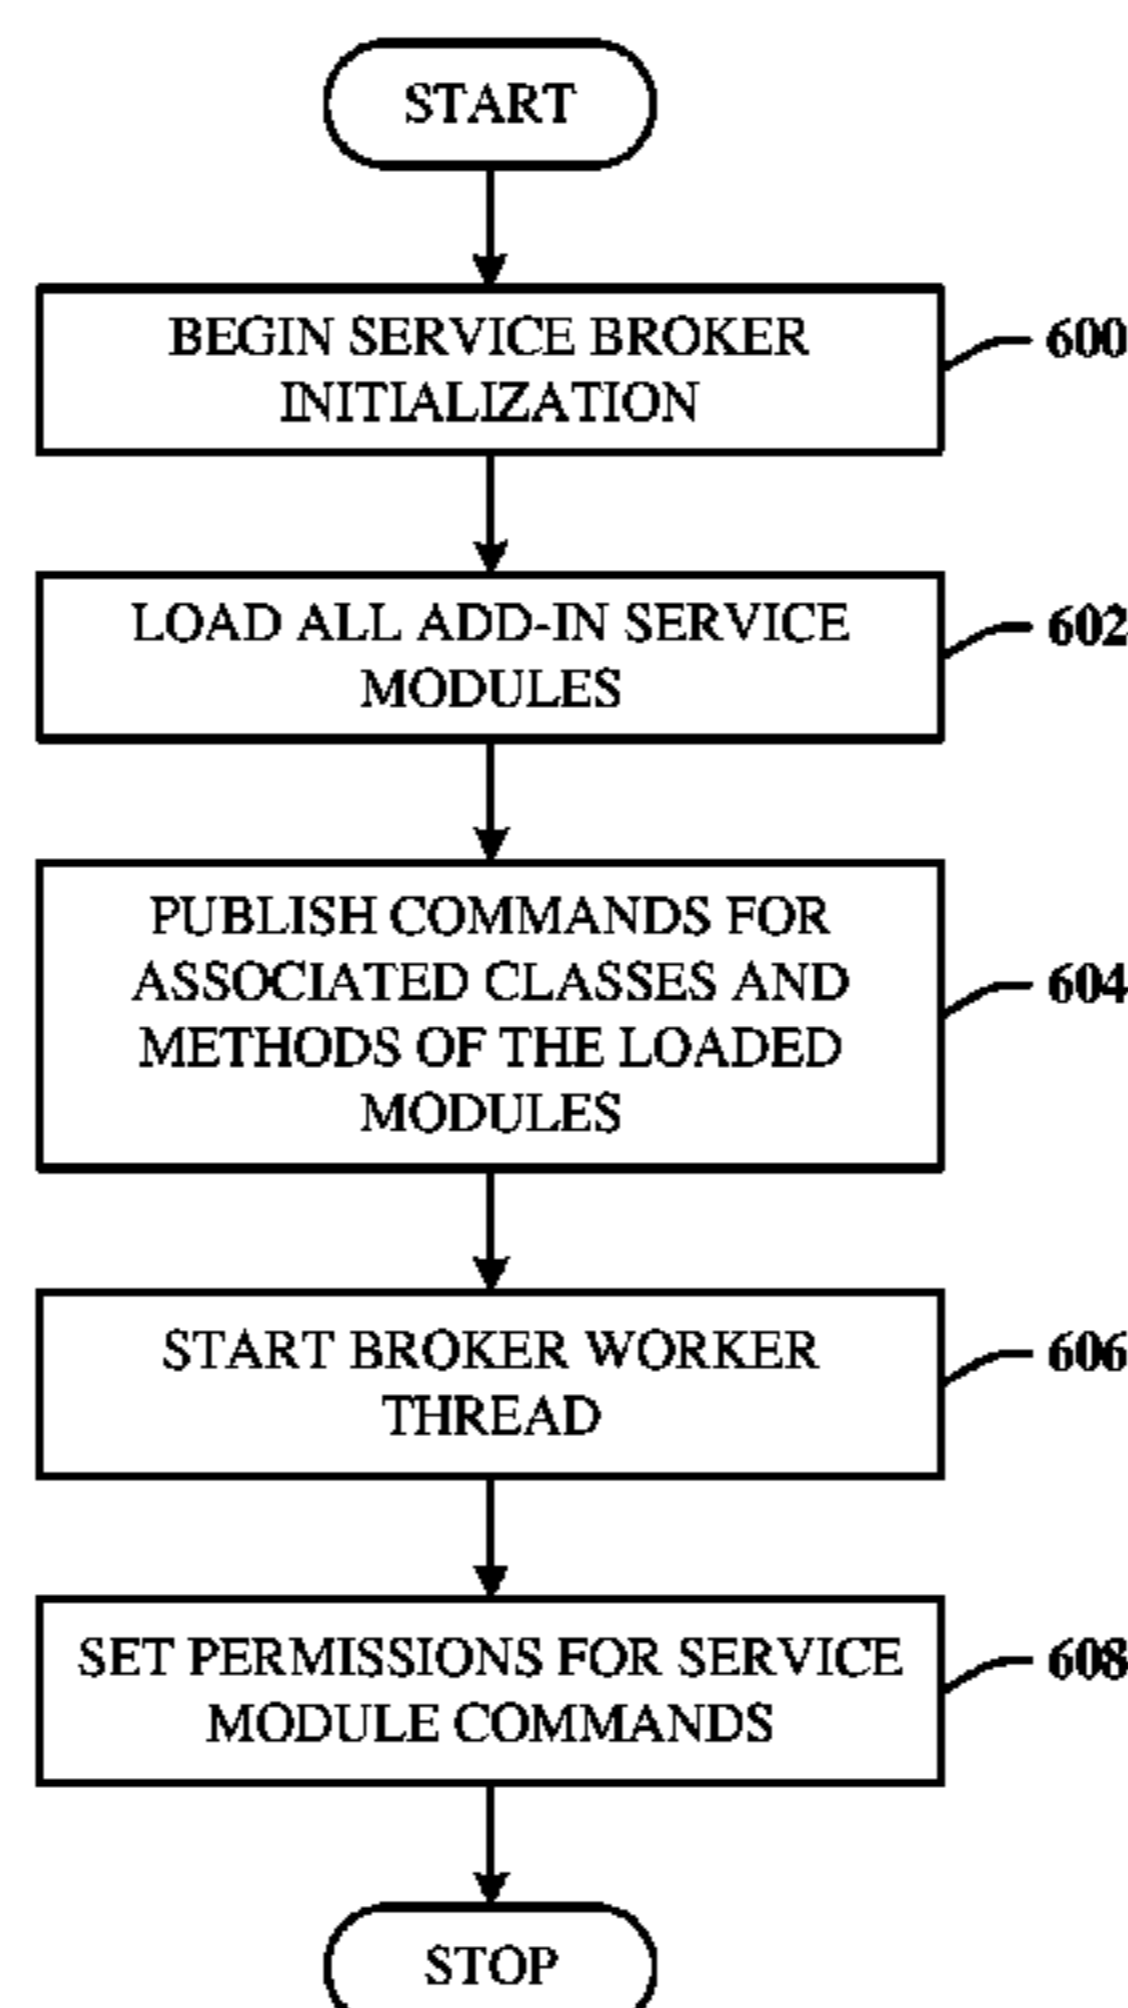 START
BEGIN SERVICE BROKER
INITIALIZATION
600
LOAD ALL ADD-IN SERVICE
MODULES
602
PUBLISH COMMANDS FOR
ASSOCIATED CLASSES AND
METHODS OF THE LOADED
MODULES
604
START BROKER WORKER
THREAD
606
SET PERMISSIONS FOR SERVICE
MODULE COMMANDS
608
STOP